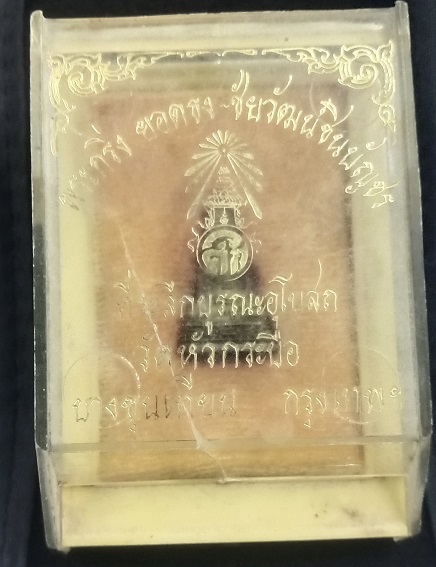 พระกริ่ง ยอดธง ชัยวัฒน์ชินบัญชร
ที่ระลึกบูรณะอุโบสถ
วัดหัวกระบือ
บางขุนเทียน กรุงเทพฯ